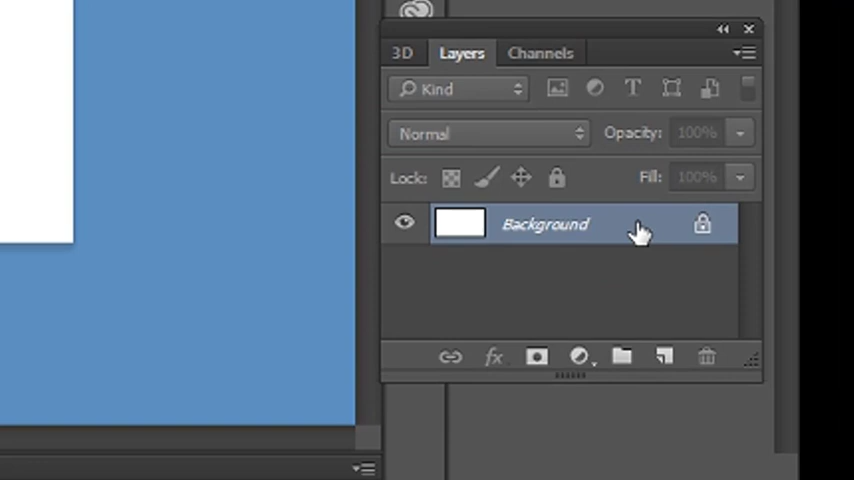 3D Layers Channels
Kind
Normal Opacity: 100%
Lock: Fill: 100%
Background
fx